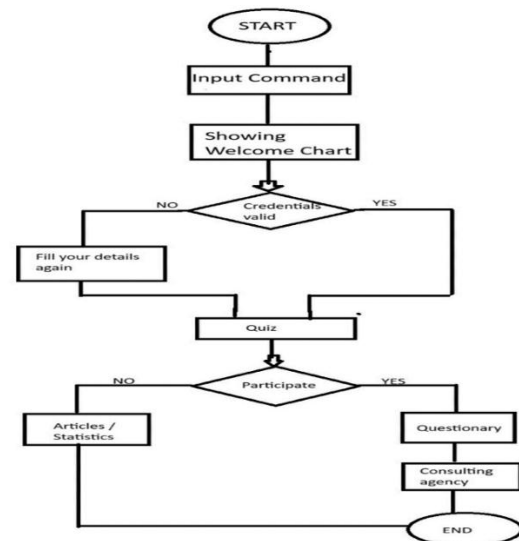 START
Input Command
Showing
Welcome Chart
NO
Credentials
valid
YES
Fill your details
again
Quiz
NO
Participate
YES
Articles /
Statistics
Questionary
Consulting
agency
END